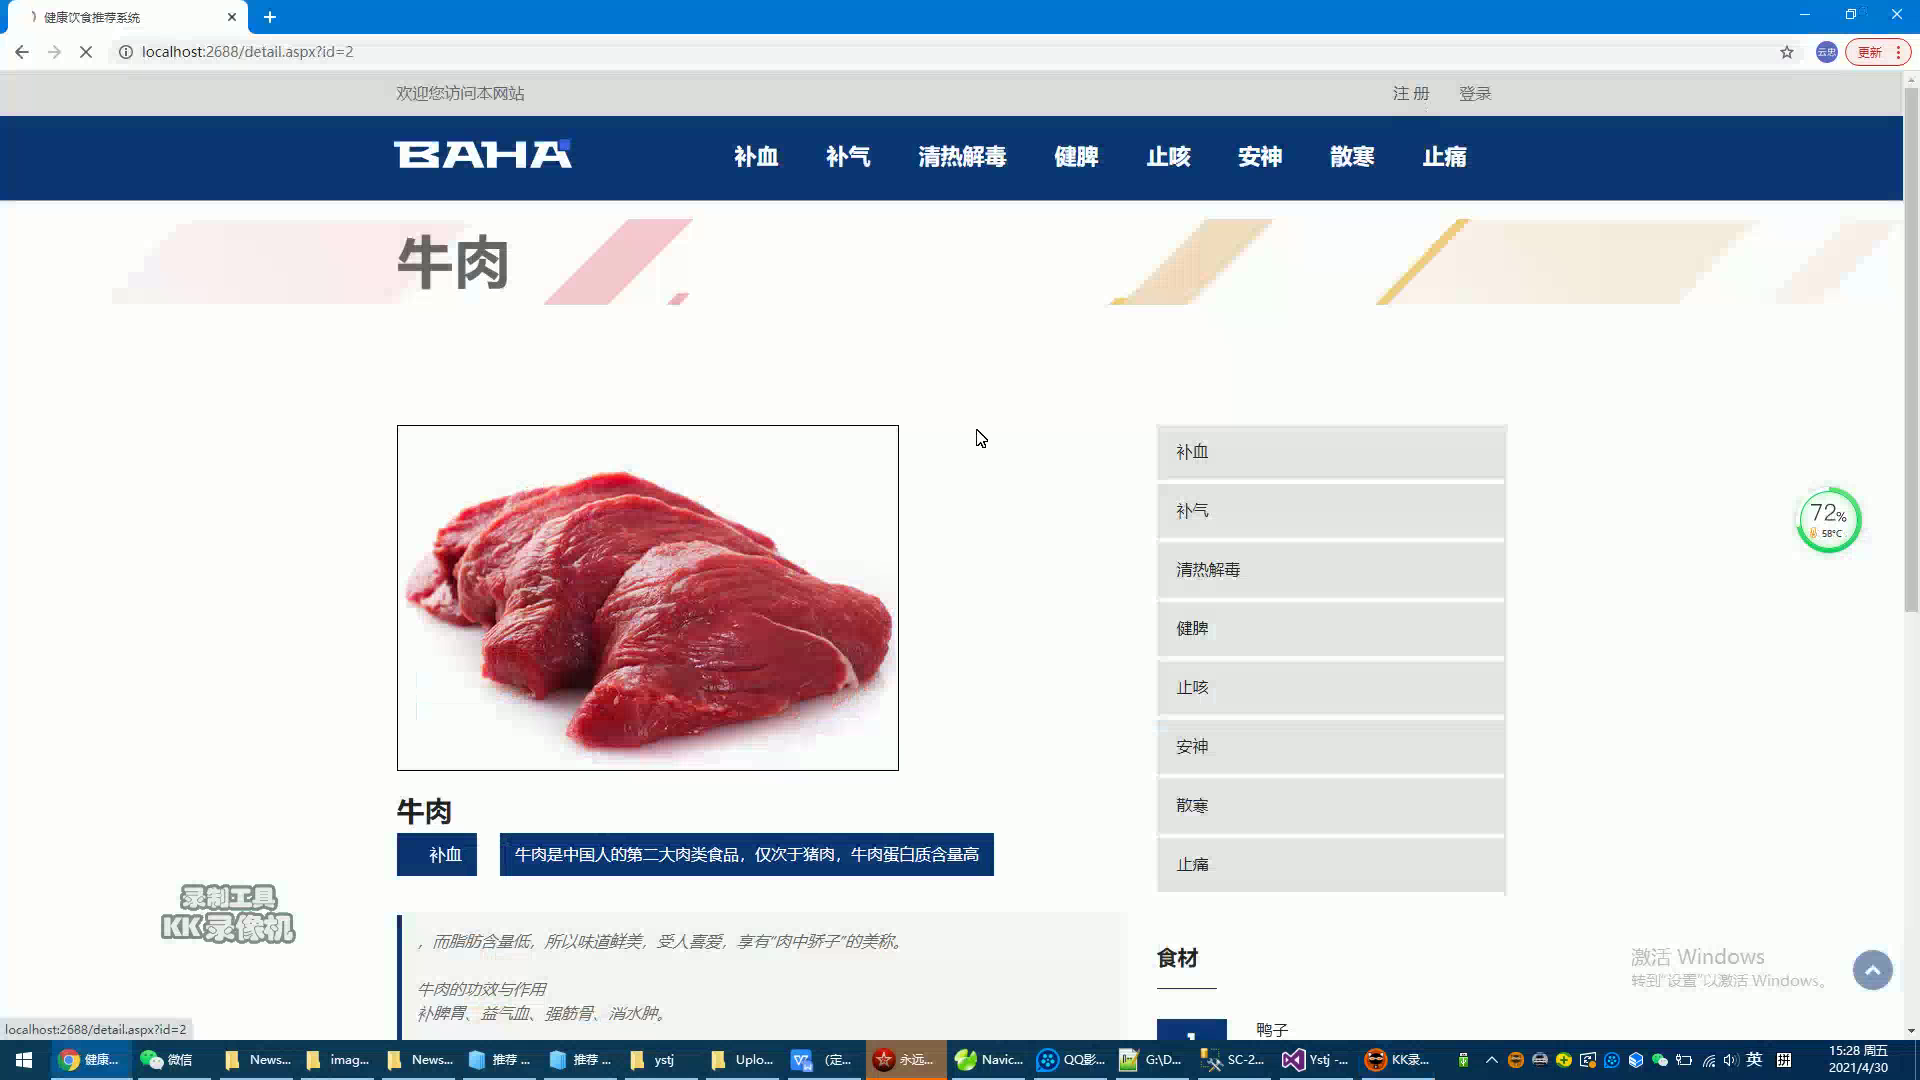 健康饮食推荐系统
localhost:2688/detail.aspx?id=2
云忠
更新
欢迎您访问本网站
注 册 登录
BAHA
补血 补气 清热解毒 健脾 止咳 安神 散寒 止痛
牛肉
补血
补气
清热解毒
健脾
止咳
安神
散寒
止痛
72%
58°C
牛肉
补血 牛肉是中国人的第二大肉类食品，仅次于猪肉，牛肉蛋白质含量高
，而脂肪含量低，所以味道鲜美，受人喜爱，享有“肉中骄子”的美称。
牛肉的功效与作用
补脾胃、益气血、强筋骨、消水肿。
食材
鸭子
录制工具
KK录像机
激活 Windows
转到“设置”以激活 Windows。
localhost:2688/detail.aspx?id=2
健康... 微信 News... imag... News... 推荐 ... 推荐 ... ystj Uplo... (定... 永远... Navic... QQ影... G:\D... SC-2... Ystj -... KK录... 英
15:28 周五
2021/4/30